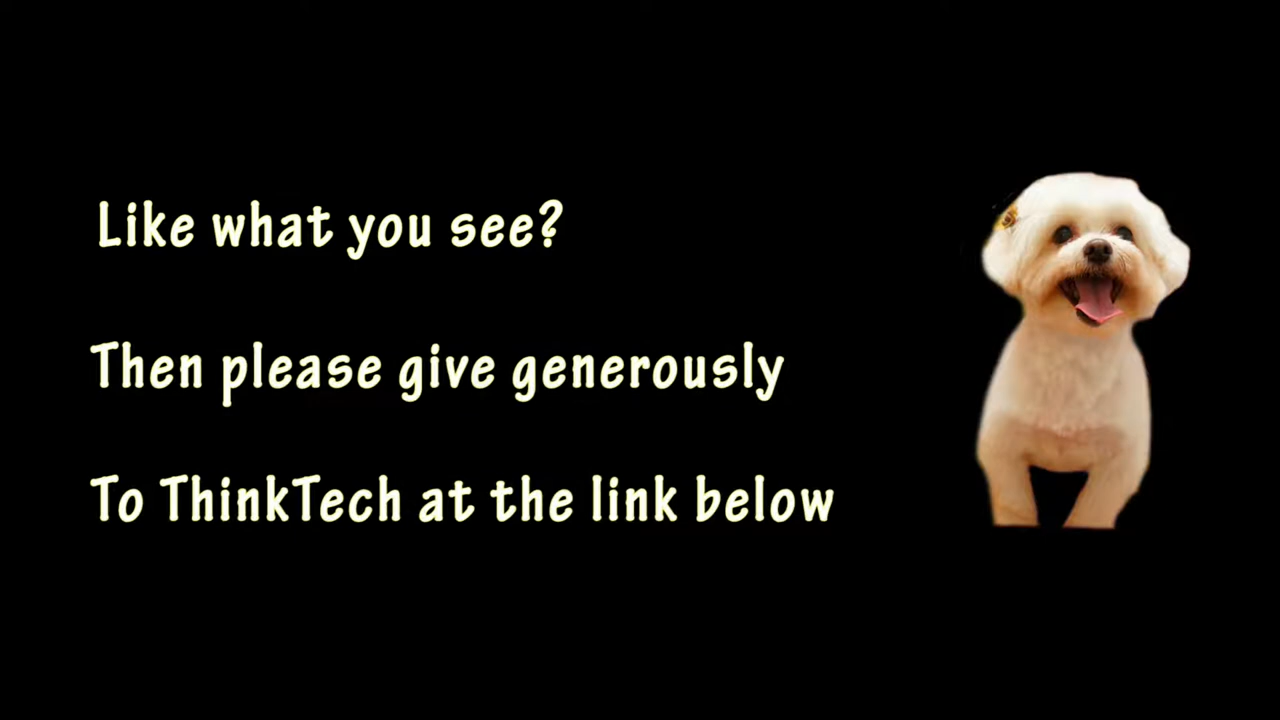 Like what you see?
Then please give generously
To ThinkTech at the link below